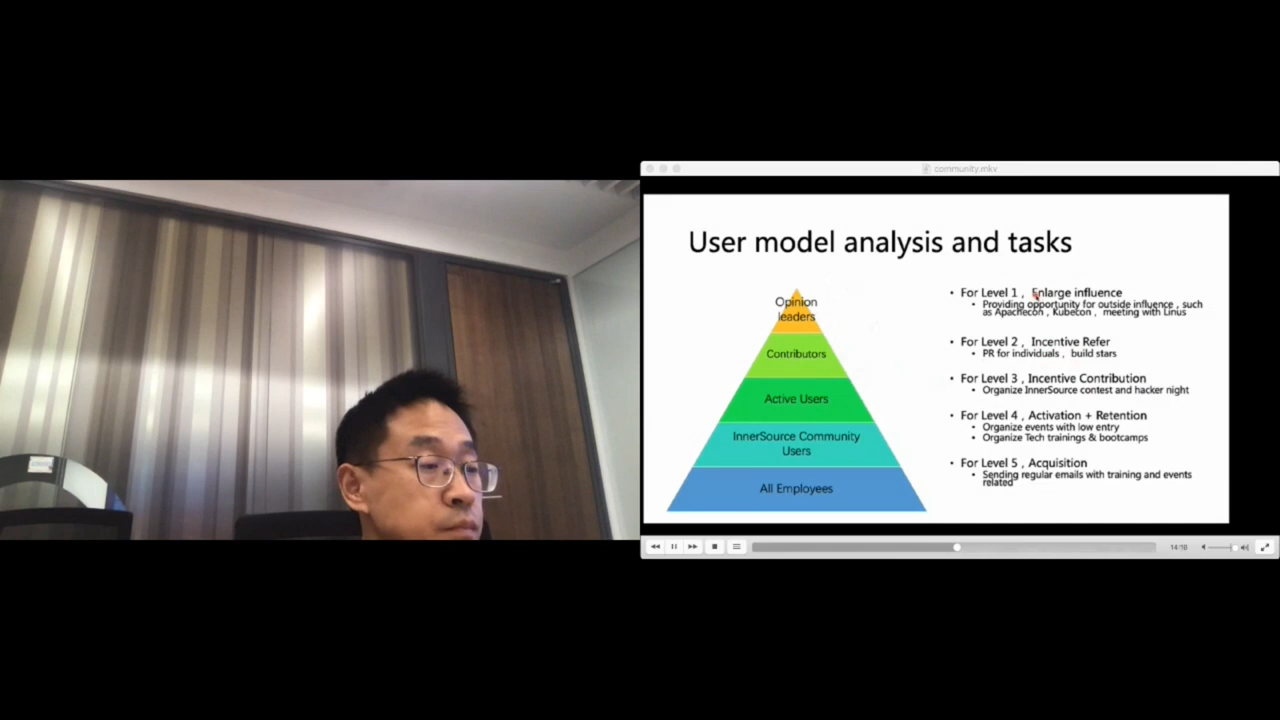 community.mkv
User model analysis and tasks
Opinion
leaders
Contributors
Active Users
InnerSource Community
Users
All Employees
• For Level 1 , Enlarge influence
• Providing opportunity for outside influence , such
as Apachecon , Kubecon , meeting with Linus
• For Level 2 , Incentive Refer
• PR for individuals , build stars
• For Level 3 , Incentive Contribution
• Organize InnerSource contest and hacker night
• For Level 4 , Activation + Retention
• Organize events with low entry
• Organize Tech trainings & bootcamps
• For Level 5 , Acquisition
• Sending regular emails with training and events
related
14:10